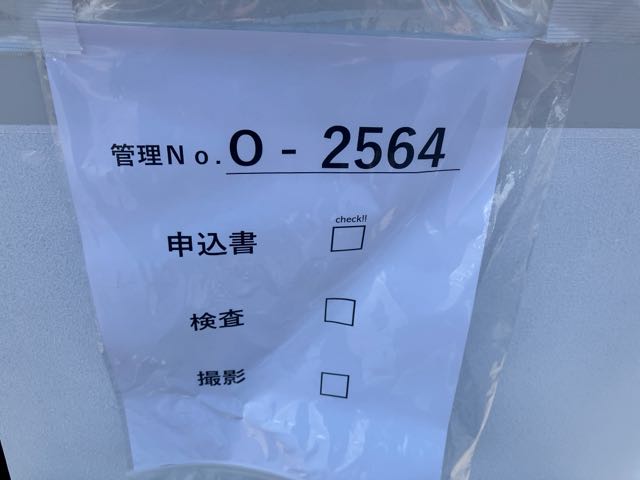 管理No. O - 2564
check!!
申込書 □
検査 □
撮影 □